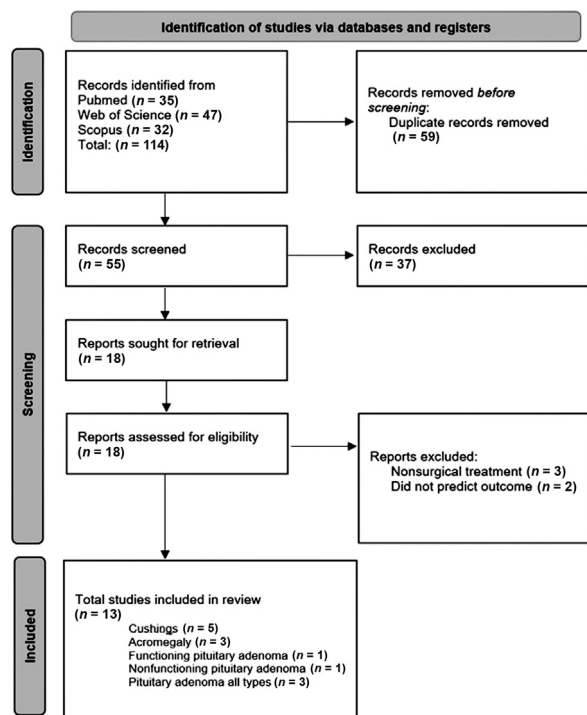 Identification of studies via databases and registers
Identification
Records identified from
Pubmed (n = 35)
Web of Science (n = 47)
Scopus (n = 32)
Total: (n = 114)
Records removed before
screening:
Duplicate records removed
(n = 59)
Screening
Records screened
(n = 55)
Records excluded
(n = 37)
Reports sought for retrieval
(n = 18)
Reports assessed for eligibility
(n = 18)
Reports excluded:
Nonsurgical treatment (n = 3)
Did not predict outcome (n = 2)
Included
Total studies included in review
(n = 13)
Cushings (n = 5)
Acromegaly (n = 3)
Functioning pituitary adenoma (n = 1)
Nonfunctioning pituitary adenoma (n = 1)
Pituitary adenoma all types (n = 3)